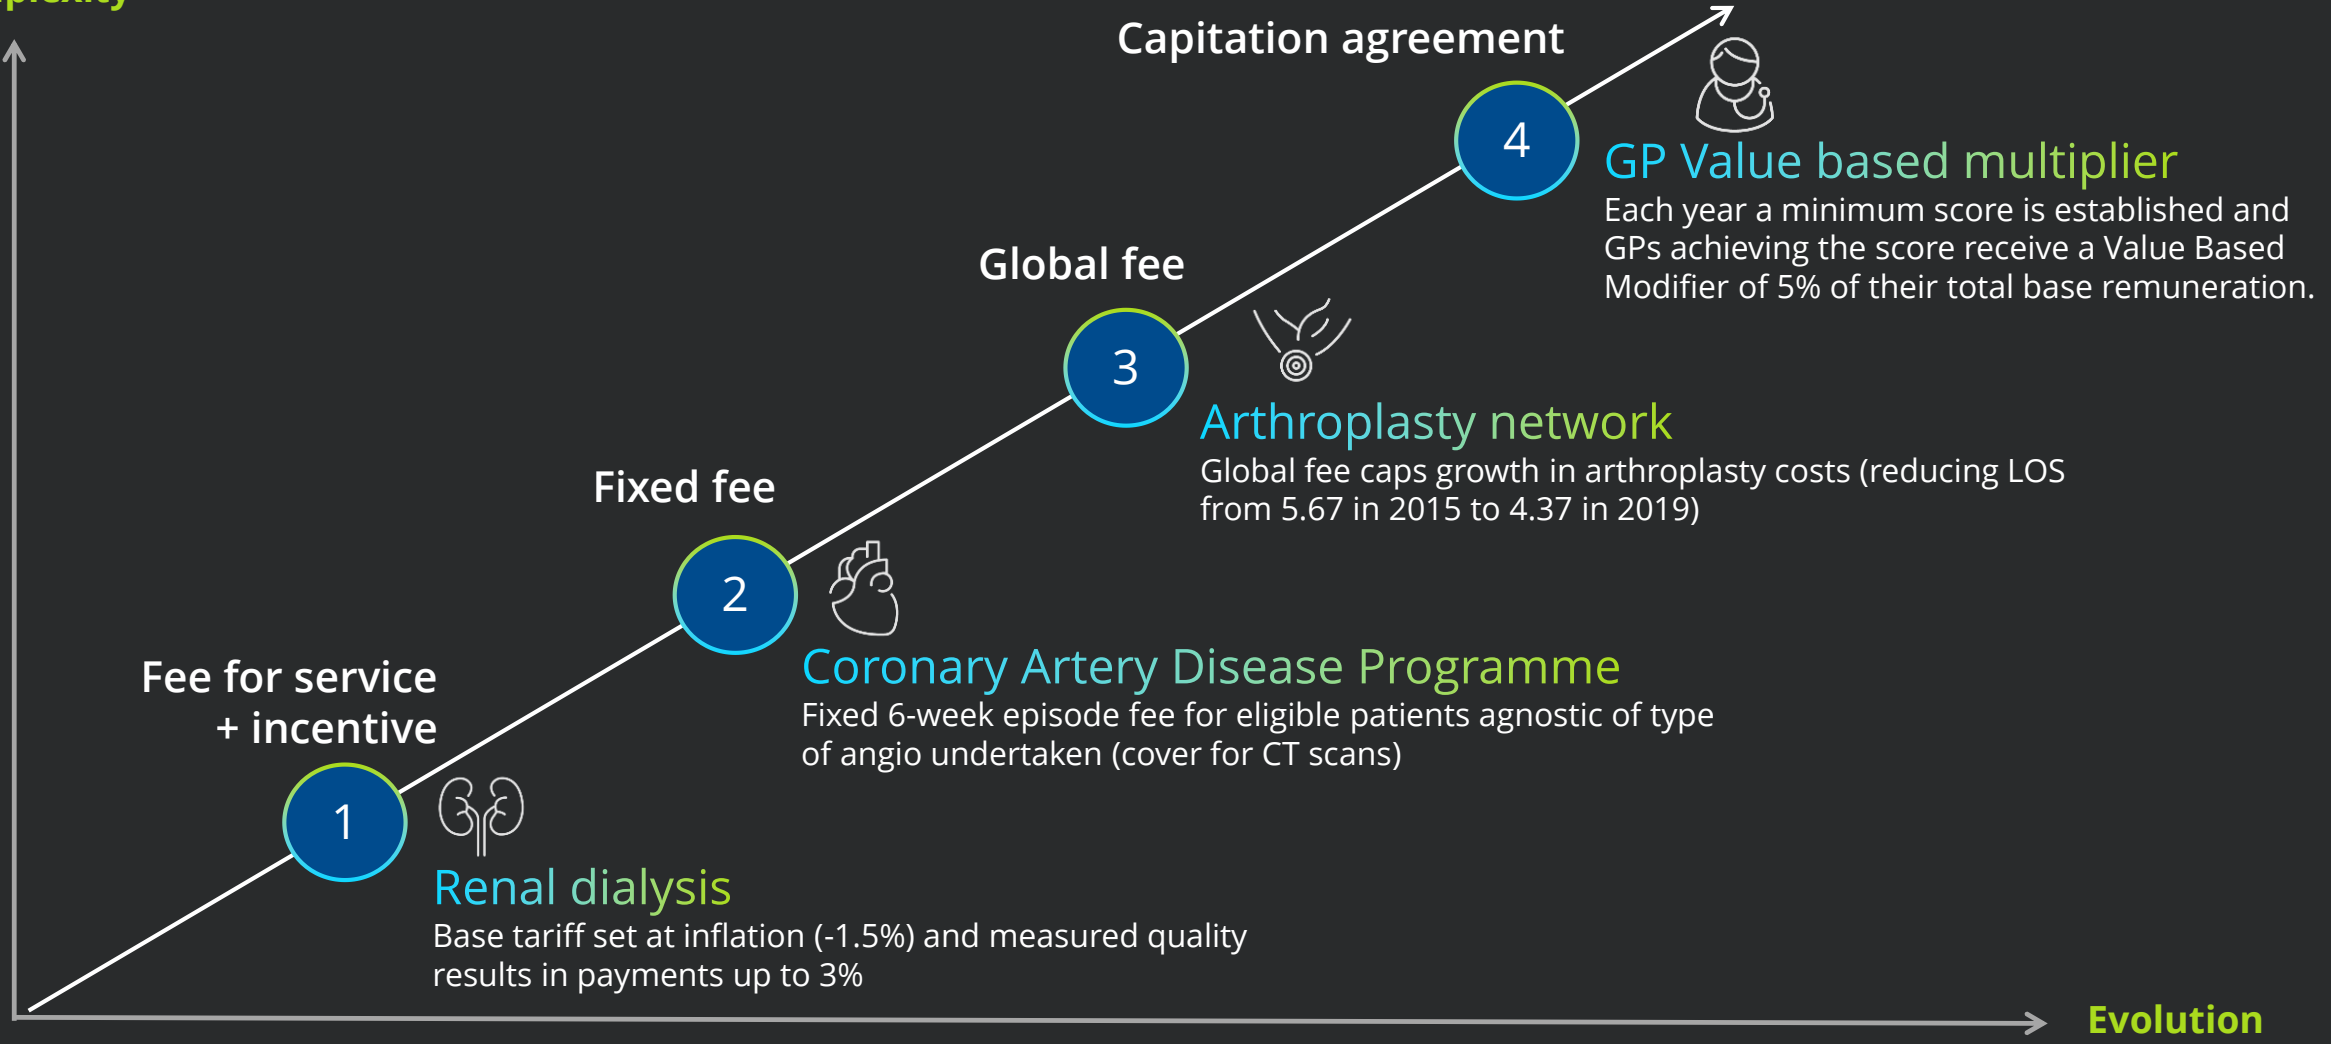 Capitation agreement
4
GP Value based multiplier
Each year a minimum score is established and
GPs achieving the score receive a Value Based
Modifier of 5% of their total base remuneration.
Global fee
3
Arthroplasty network
Global fee caps growth in arthroplasty costs (reducing LOS
from 5.67 in 2015 to 4.37 in 2019)
Fixed fee
2
Coronary Artery Disease Programme
Fixed 6-week episode fee for eligible patients agnostic of type
of angio undertaken (cover for CT scans)
Fee for service
+ incentive
1
Renal dialysis
Base tariff set at inflation (-1.5%) and measured quality
results in payments up to 3%
Evolution